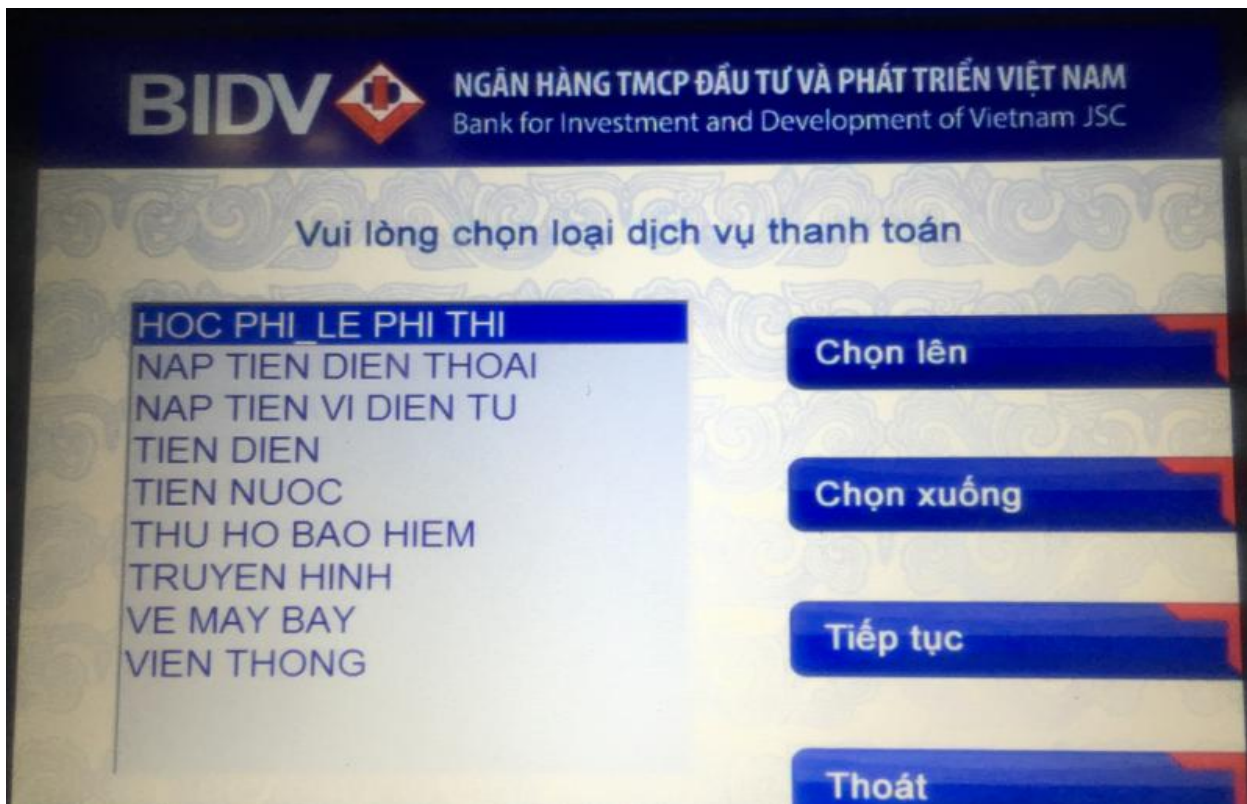 BIDV
NGÂN HÀNG TMCP ĐẦU TƯ VÀ PHÁT TRIỂN VIỆT NAM
Bank for Investment and Development of Vietnam JSC
Vui lòng chọn loại dịch vụ thanh toán
HOC PHI_LE PHI THI
NAP TIEN DIEN THOAI
NAP TIEN VI DIEN TU
TIEN DIEN
TIEN NUOC
THU HO BAO HIEM
TRUYEN HINH
VE MAY BAY
VIEN THONG
Chọn lên
Chọn xuống
Tiếp tục
Thoát